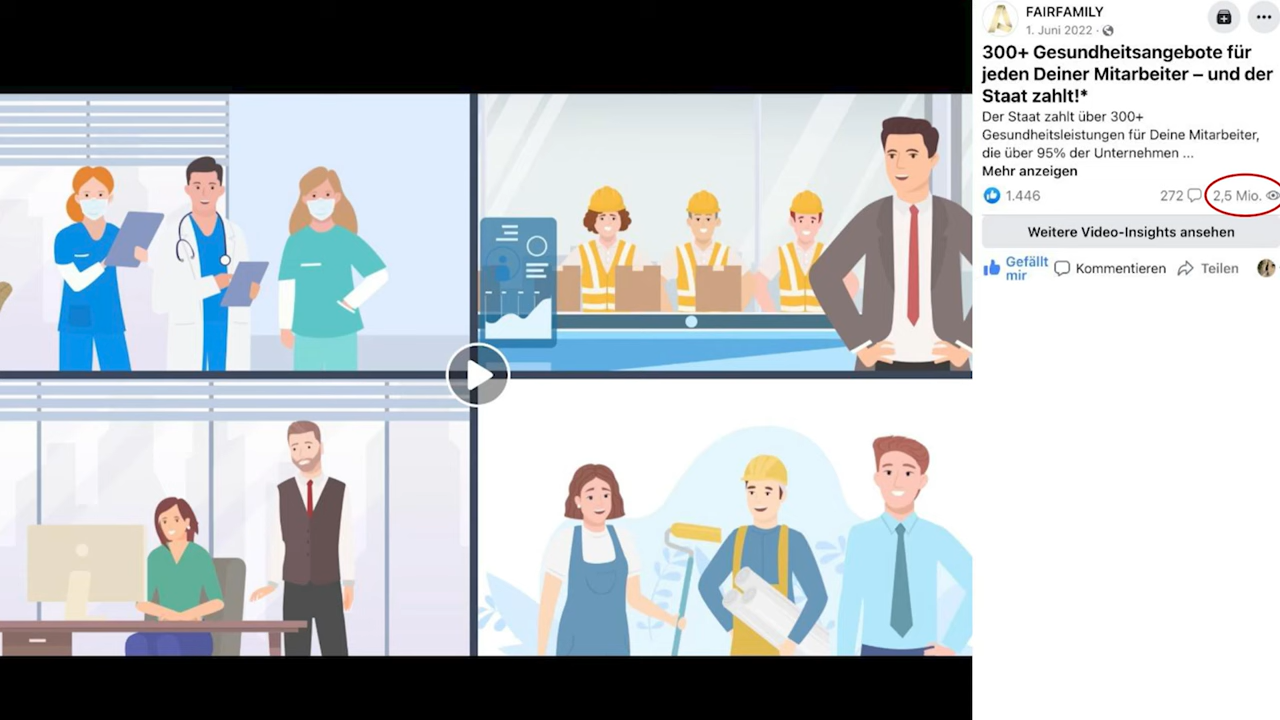 FAIRFAMILY
1. Juni 2022 ·
300+ Gesundheitsangebote für
jeden Deiner Mitarbeiter – und der
Staat zahlt!*
Der Staat zahlt über 300+
Gesundheitsleistungen für Deine Mitarbeiter,
die über 95% der Unternehmen ...
Mehr anzeigen
1.446 272 2,5 Mio.
Weitere Video-Insights ansehen
Gefällt
mir Kommentieren Teilen